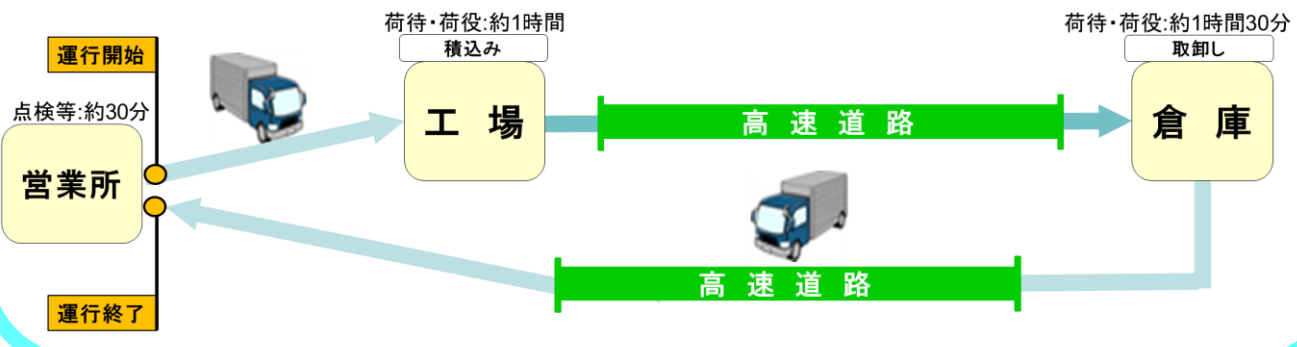 荷待・荷役:約1時間
荷待・荷役:約1時間30分
運行開始
積込み
取卸し
点検等:約30分
工 場
高 速 道 路
倉 庫
営業所
高 速 道 路
運行終了